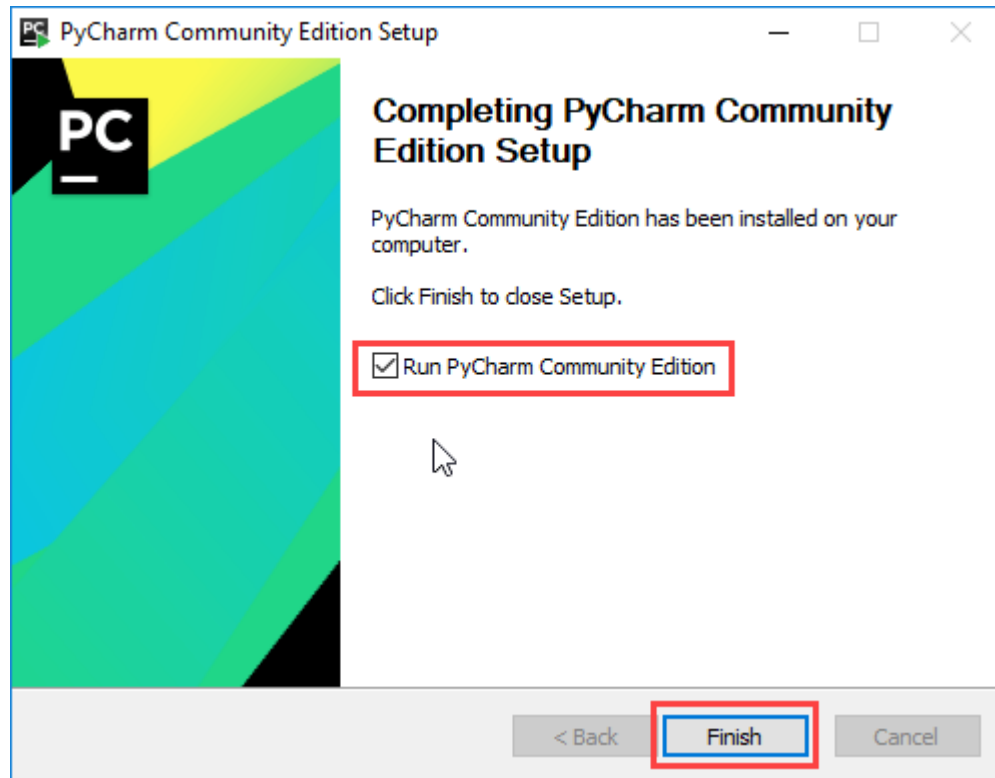 PyCharm Community Edition Setup
PC
Completing PyCharm Community
Edition Setup
PyCharm Community Edition has been installed on your
computer.
Click Finish to close Setup.
Run PyCharm Community Edition
< Back
Finish
Cancel